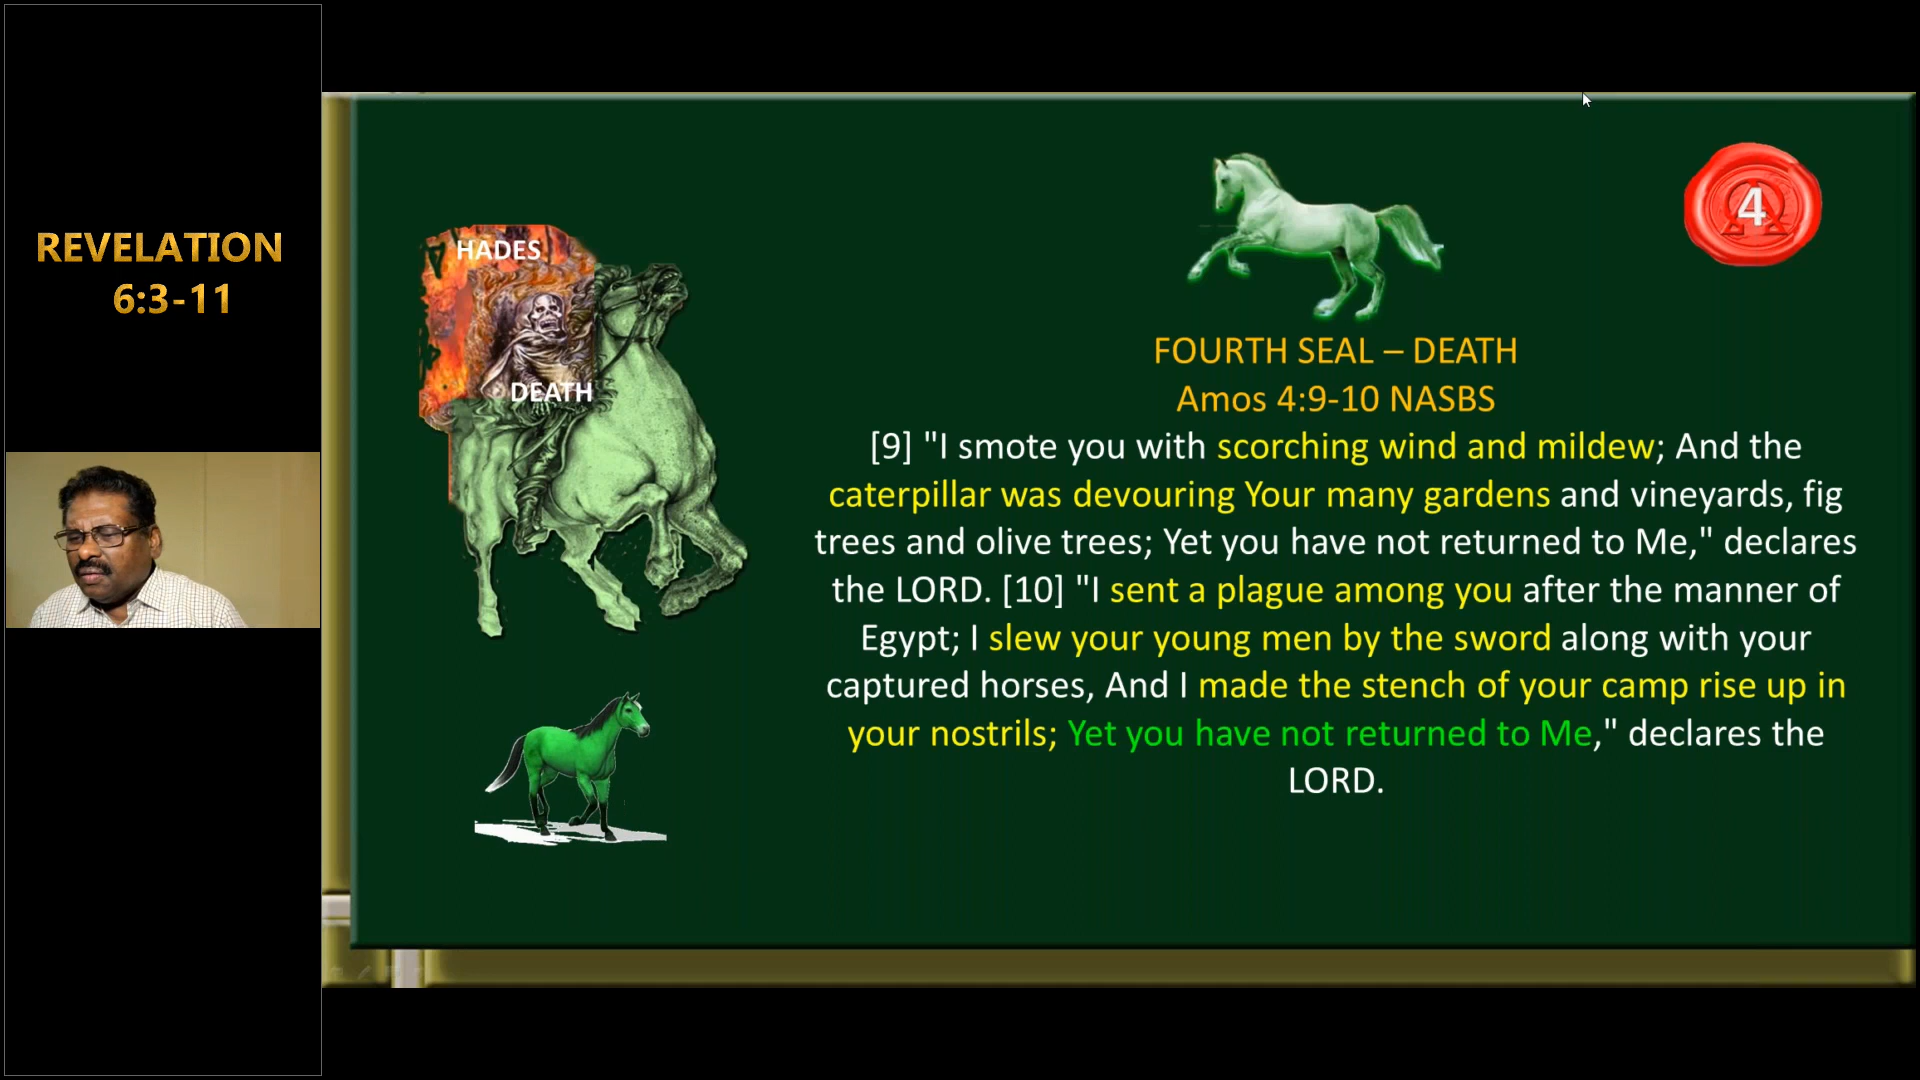 REVELATION
6:3-11
HADES
DEATH
4
FOURTH SEAL – DEATH
Amos 4:9-10 NASBS
[9] "I smote you with scorching wind and mildew; And the
caterpillar was devouring Your many gardens and vineyards, fig
trees and olive trees; Yet you have not returned to Me," declares
the LORD. [10] "I sent a plague among you after the manner of
Egypt; I slew your young men by the sword along with your
captured horses, And I made the stench of your camp rise up in
your nostrils; Yet you have not returned to Me," declares the
LORD.